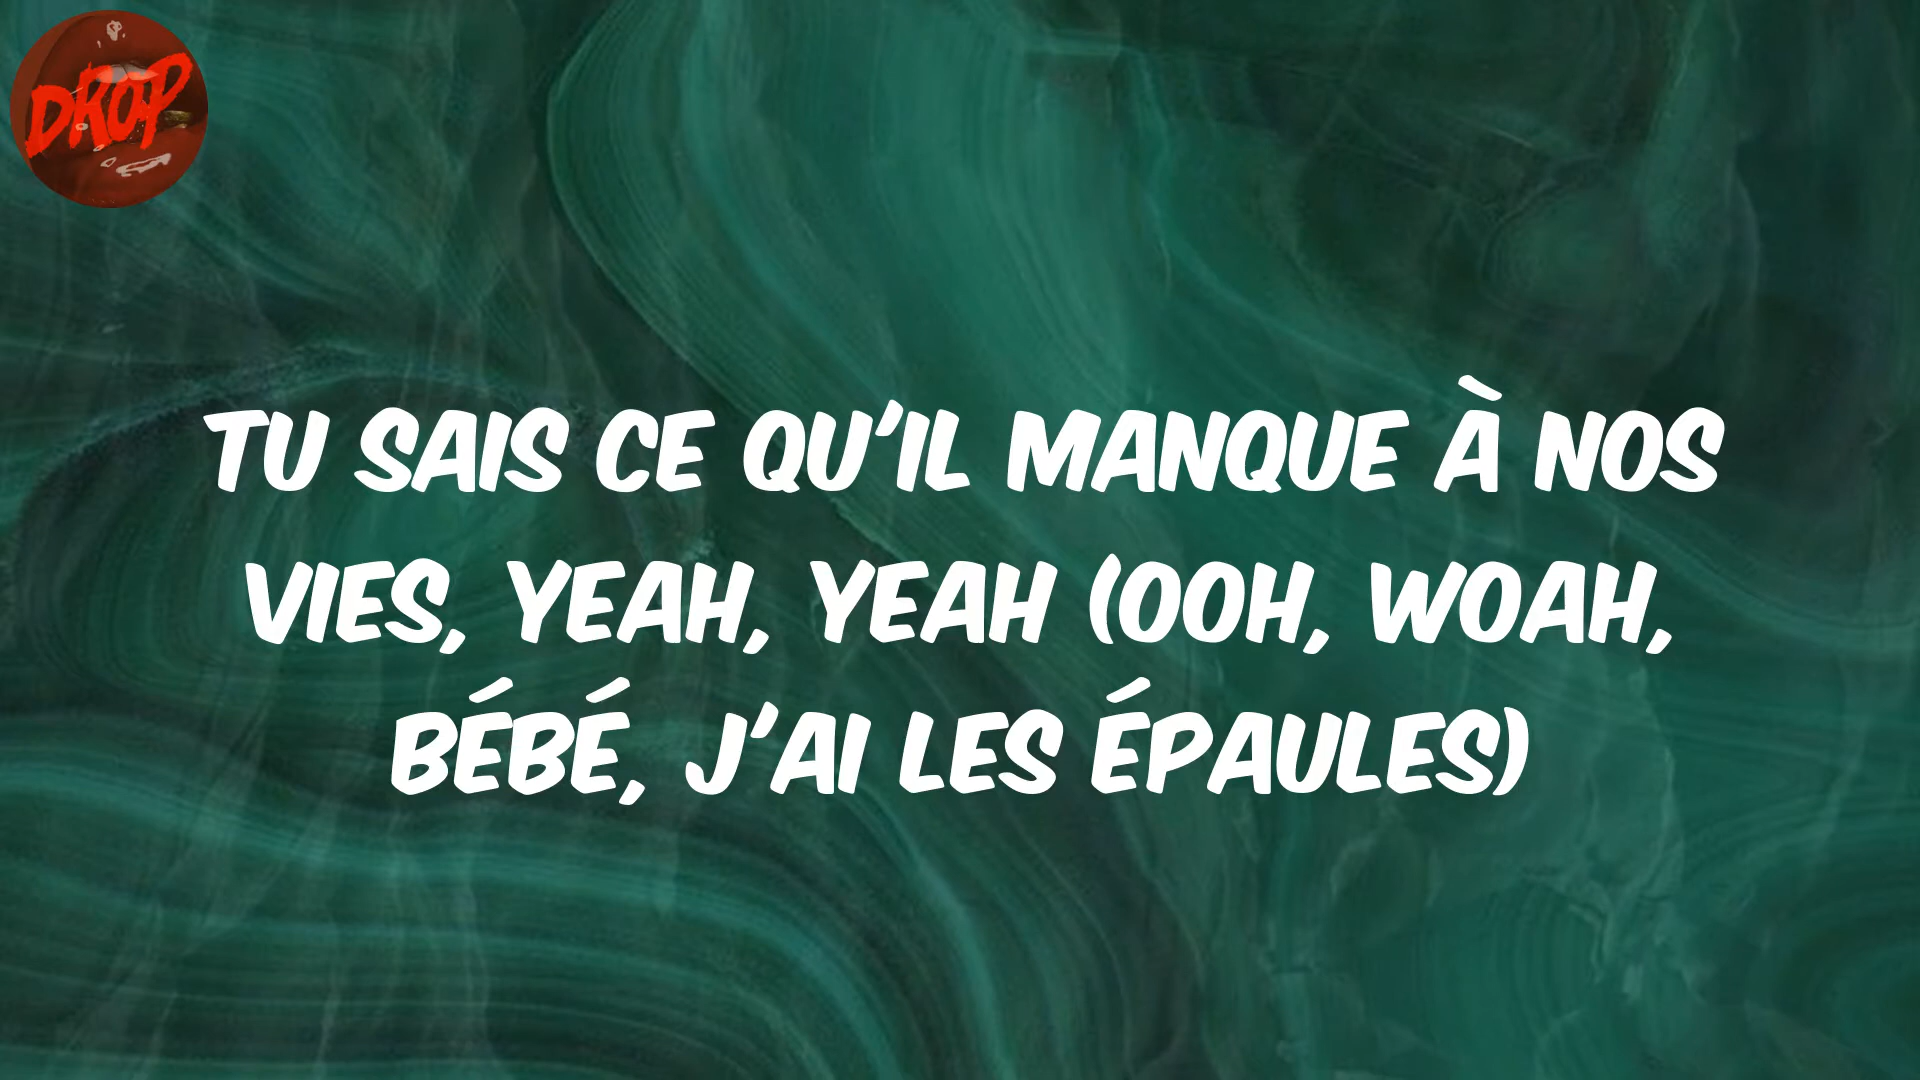 DROP
TU SAIS CE QU'IL MANQUE À NOS
VIES, YEAH, YEAH (OOH, WOAH,
BÉBÉ, J'AI LES ÉPAULES)